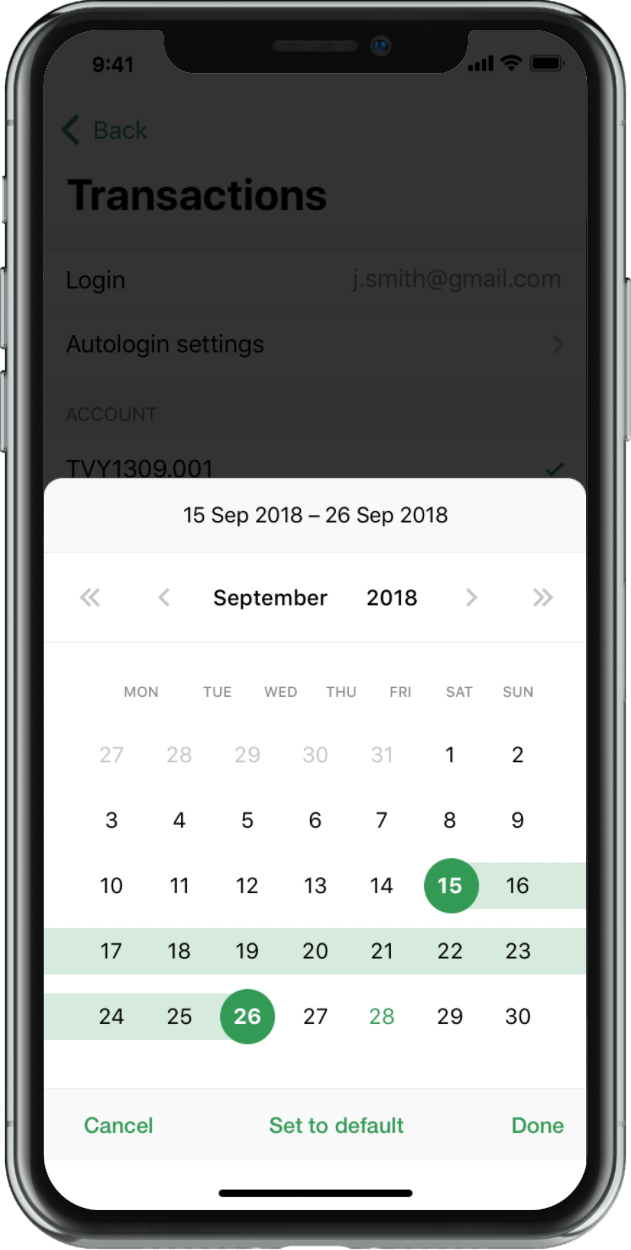 9:41
Back
Transactions
Login j.smith@gmail.com
Autologin settings
ACCOUNT
TVY1309.001
15 Sep 2018 – 26 Sep 2018
September 2018
MON TUE WED THU FRI SAT SUN
27 28 29 30 31 1 2
3 4 5 6 7 8 9
10 11 12 13 14 15 16
17 18 19 20 21 22 23
24 25 26 27 28 29 30
Cancel Set to default Done